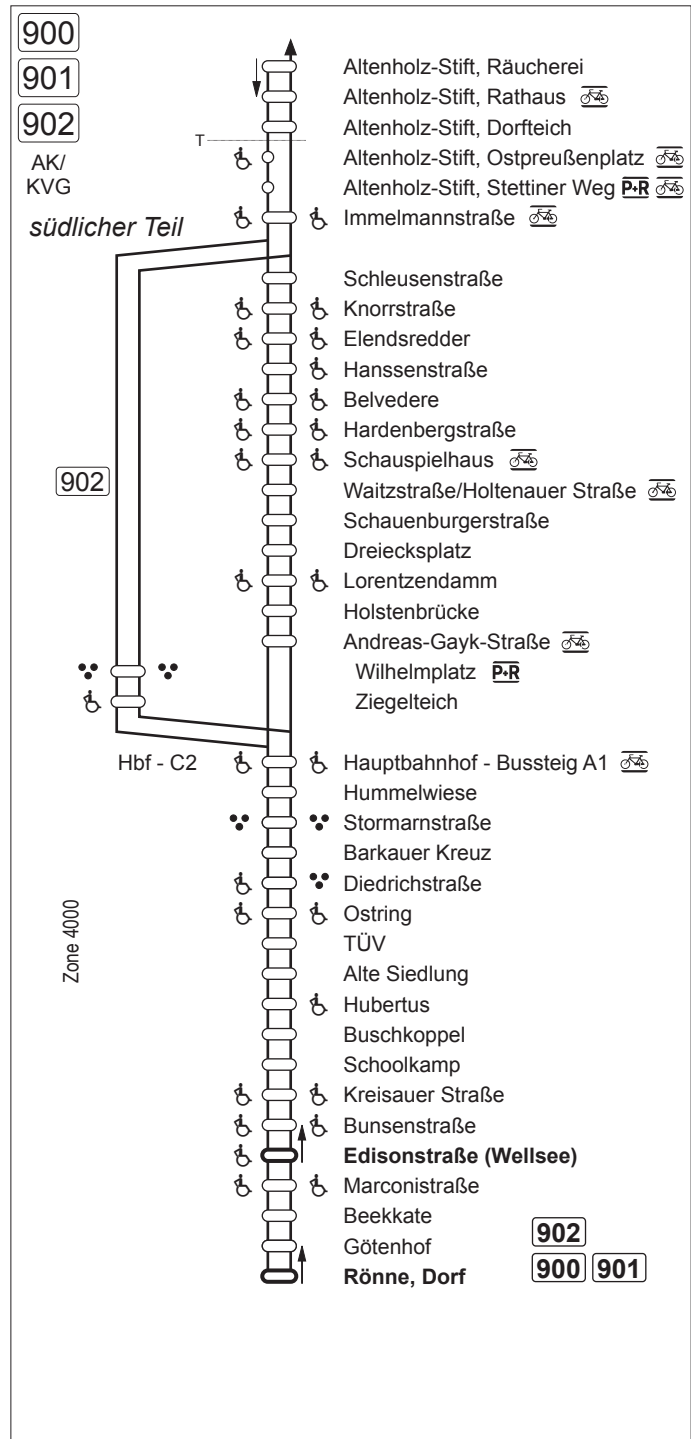 900
901
902
AK/
KVG
südlicher Teil
Altenholz-Stift, Räucherei
Altenholz-Stift, Rathaus
Altenholz-Stift, Dorfteich
T
Altenholz-Stift, Ostpreußenplatz
Altenholz-Stift, Stettiner Weg P+R
Immelmannstraße
Schleusenstraße
Knorrstraße
Elendsredder
Hanssenstraße
Belvedere
Hardenbergstraße
Schauspielhaus
902
Waitzstraße/Holtenauer Straße
Schauenburgerstraße
Dreiecksplatz
Lorentzendamm
Holstenbrücke
Andreas-Gayk-Straße
Wilhelmplatz P+R
Ziegelteich
Hbf - C2 Hauptbahnhof - Bussteig A1
Hummelwiese
Stormarnstraße
Barkauer Kreuz
Diedrichstraße
Ostring
Zone 4000
TÜV
Alte Siedlung
Hubertus
Buschkoppel
Schoolkamp
Kreisauer Straße
Bunsenstraße
Edisonstraße (Wellsee)
Marconistraße
Beekkate
902
Götenhof
Rönne, Dorf 900 901